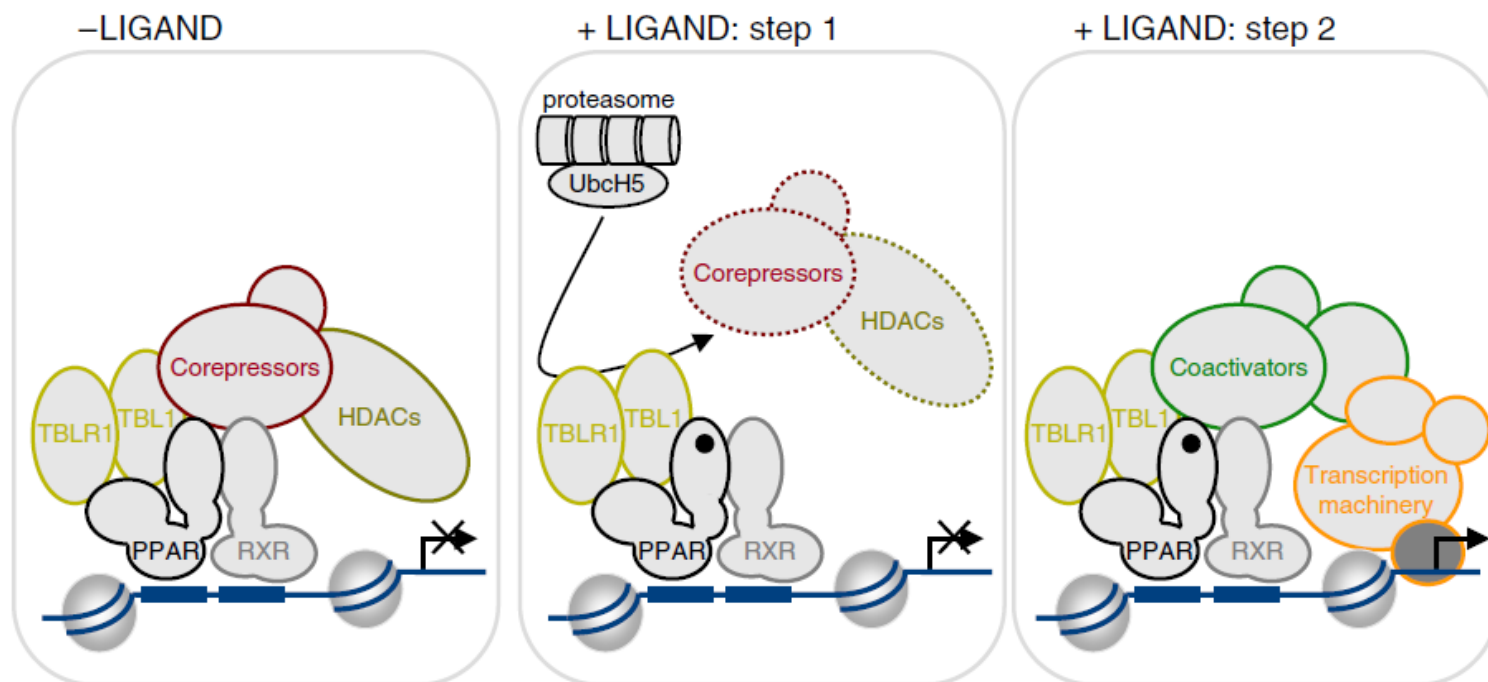 –LIGAND
Corepressors
HDACs
TBLR1
TBL1
PPAR
RXR
+ LIGAND: step 1
proteasome
UbcH5
Corepressors
HDACs
TBLR1
TBL1
PPAR
RXR
+ LIGAND: step 2
Coactivators
TBLR1
TBL1
Transcription
machinery
PPAR
RXR